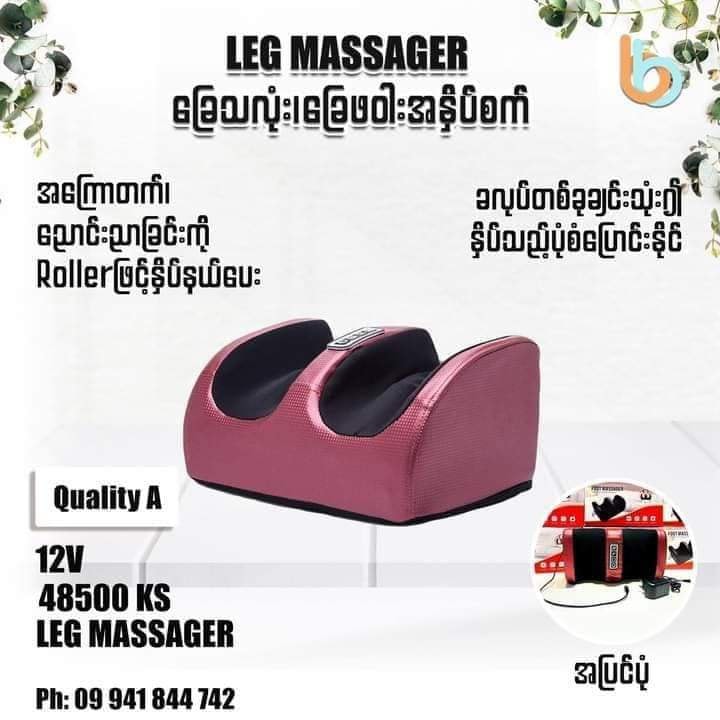 LEG MASSAGER
ခြေသလုံး၊ခြေဖဝါးအနှိပ်စက်
အကြောတက်၊
ညောင်းညာခြင်းကို
Rollerဖြင့်နှိပ်နယ်ပေး
ခလုပ်တစ်ခုချင်းသုံး၍
နှိပ်သည့်ပုံစံပြောင်းနိုင်
Quality A
12V
48500 KS
LEG MASSAGER
Ph: 09 941 844 742
FOOT MASSAGER
အပြင်ပုံ